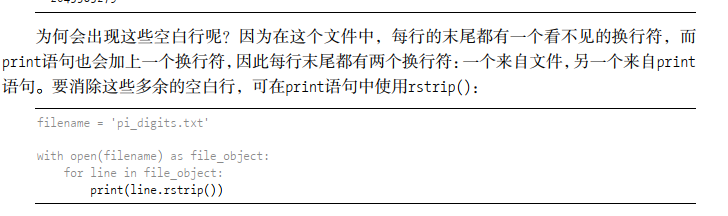 为何会出现这些空白行呢？因为在这个文件中，每行的末尾都有一个看不见的换行符，而
print语句也会加上一个换行符，因此每行末尾都有两个换行符：一个来自文件，另一个来自print
语句。要消除这些多余的空白行，可在print语句中使用rstrip()：
filename = 'pi_digits.txt'
with open(filename) as file_object:
    for line in file_object:
        print(line.rstrip())